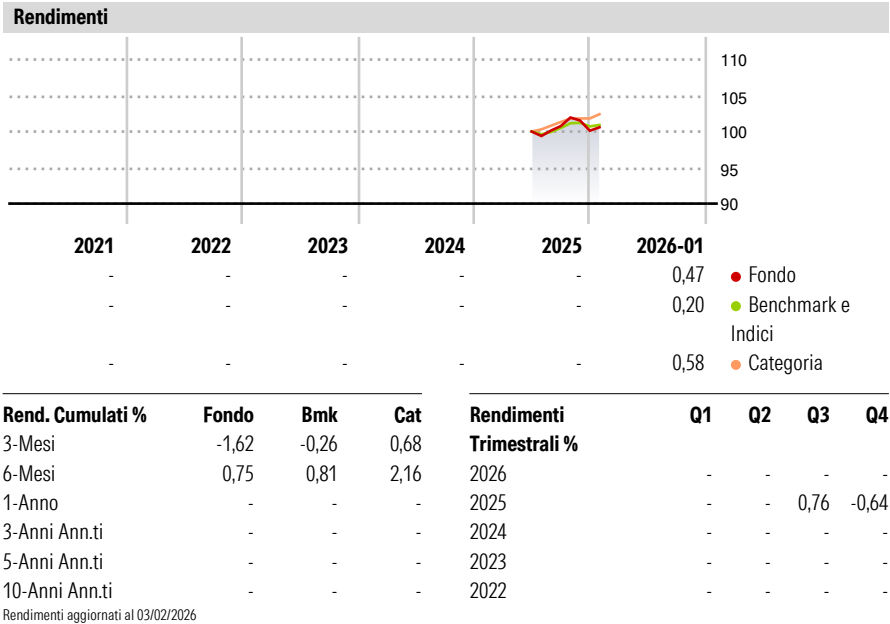 Rendimenti
110
105
100
95
90
2021 2022 2023 2024 2025 2026-01
- - - - - 0,47 Fondo
- - - - - 0,20 Benchmark e
Indici
- - - - - 0,58 Categoria
Rend. Cumulati % Fondo Bmk Cat
3-Mesi -1,62 -0,26 0,68
6-Mesi 0,75 0,81 2,16
1-Anno - - -
3-Anni Ann.ti - - -
5-Anni Ann.ti - - -
10-Anni Ann.ti - - -
Rendimenti Q1 Q2 Q3 Q4
Trimestrali %
2026 - - - -
2025 - - 0,76 -0,64
2024 - - - -
2023 - - - -
2022 - - - -
Rendimenti aggiornati al 03/02/2026